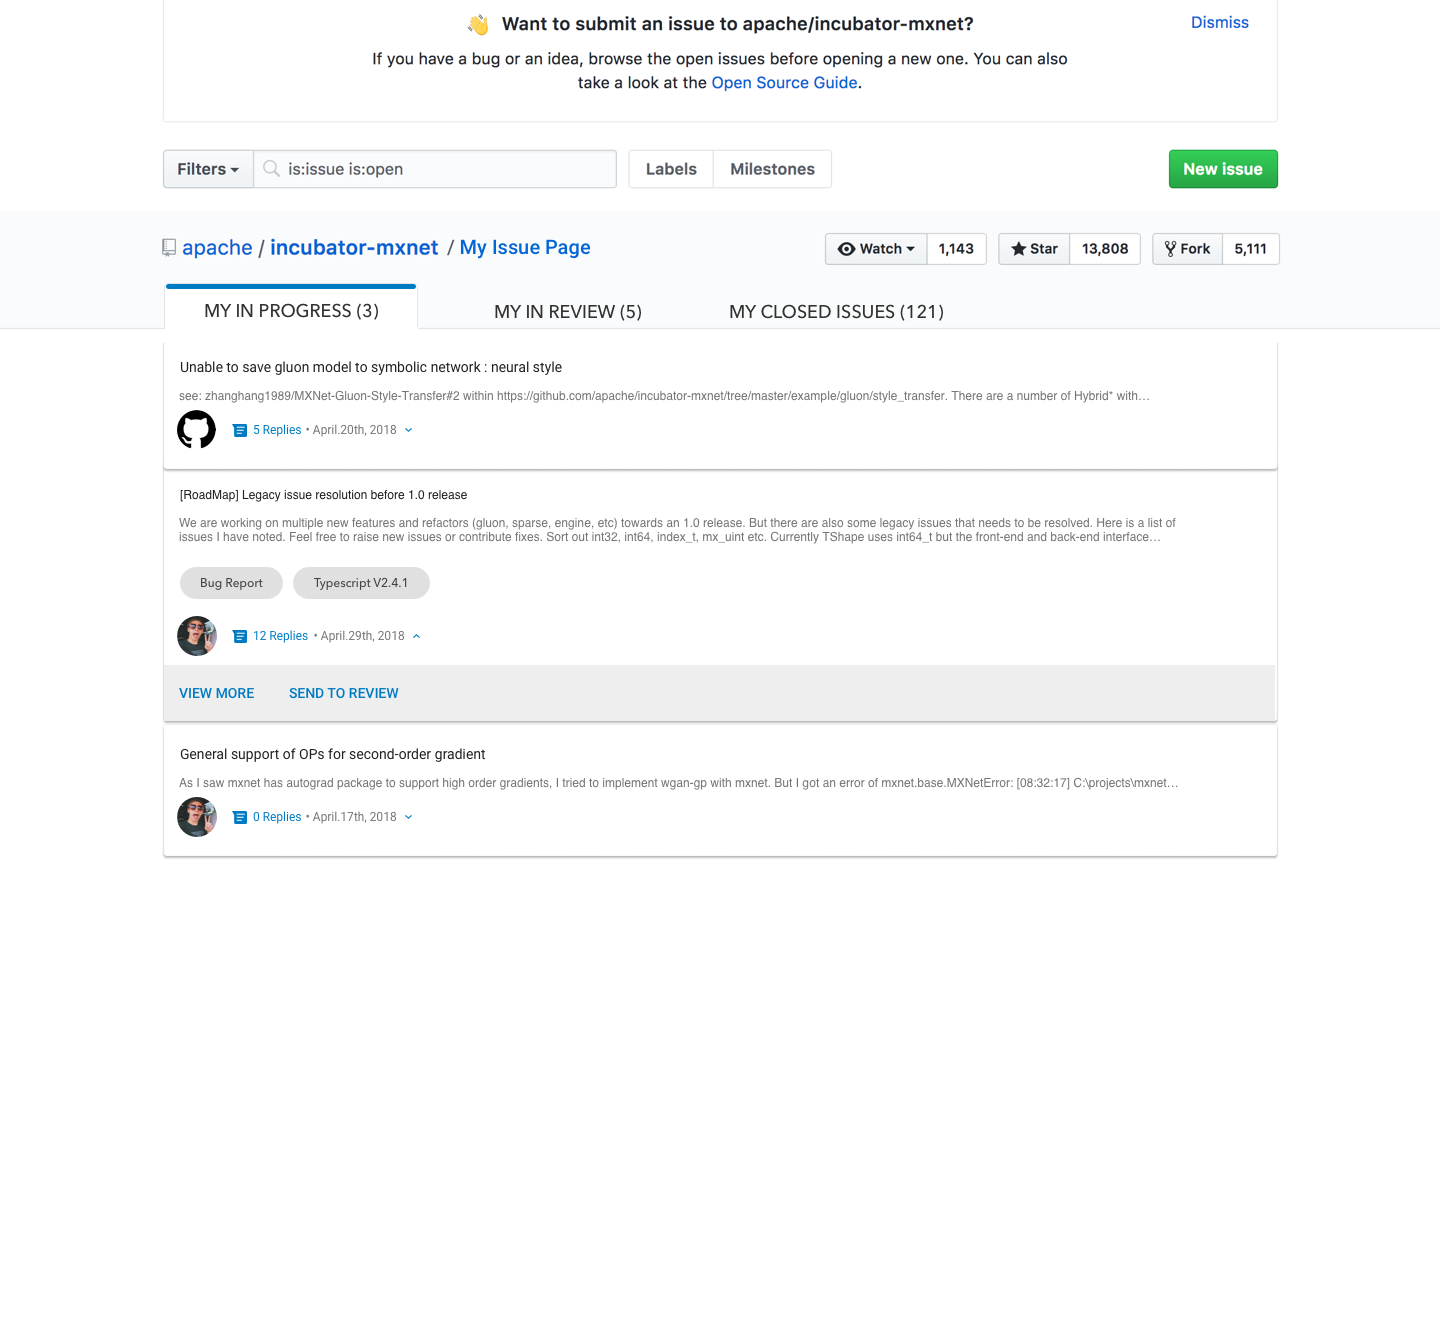 👋 Want to submit an issue to apache/incubator-mxnet?
Dismiss
If you have a bug or an idea, browse the open issues before opening a new one. You can also
take a look at the Open Source Guide.
Filters
is:issue is:open
Labels
Milestones
New issue
apache / incubator-mxnet / My Issue Page
Watch 1,143
Star 13,808
Fork 5,111
MY IN PROGRESS (3)
MY IN REVIEW (5)
MY CLOSED ISSUES (121)
Unable to save gluon model to symbolic network : neural style
see: zhanghang1989/MXNet-Gluon-Style-Transfer#2 within https://github.com/apache/incubator-mxnet/tree/master/example/gluon/style_transfer. There are a number of Hybrid* with…
5 Replies • April.20th, 2018
[RoadMap] Legacy issue resolution before 1.0 release
We are working on multiple new features and refactors (gluon, sparse, engine, etc) towards an 1.0 release. But there are also some legacy issues that needs to be resolved. Here is a list of
issues I have noted. Feel free to raise new issues or contribute fixes. Sort out int32, int64, index_t, mx_uint etc. Currently TShape uses int64_t but the front-end and back-end interface…
Bug Report
Typescript V2.4.1
12 Replies • April.29th, 2018
VIEW MORE
SEND TO REVIEW
General support of OPs for second-order gradient
As I saw mxnet has autograd package to support high order gradients, I tried to implement wgan-gp with mxnet. But I got an error of mxnet.base.MXNetError: [08:32:17] C:\projects\mxnet…
0 Replies • April.17th, 2018